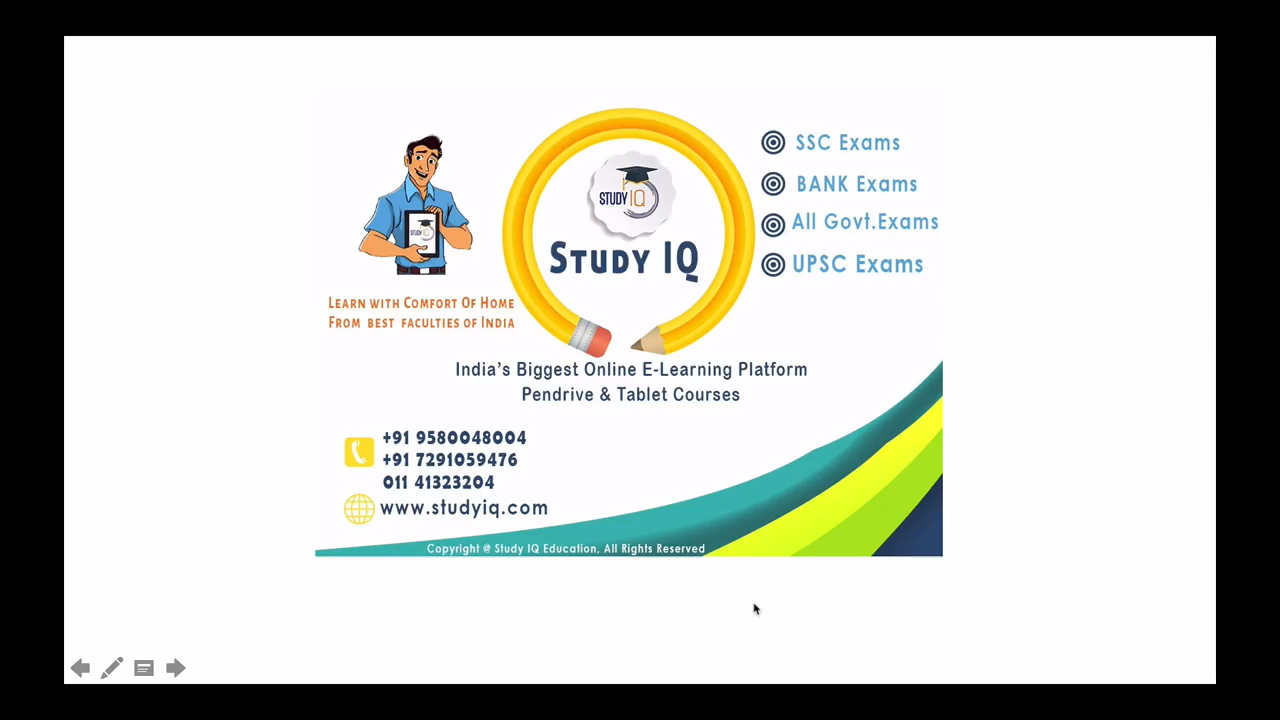 STUDY IQ
STUDY IQ
STUDY IQ
SSC Exams
BANK Exams
All Govt.Exams
UPSC Exams
LEARN WITH COMFORT OF HOME
FROM BEST FACULTIES OF INDIA
India's Biggest Online E-Learning Platform
Pendrive & Tablet Courses
+91 9580048004
+91 7291059476
011 41323204
www.studyiq.com
Copyright @ Study IQ Education, All Rights Reserved